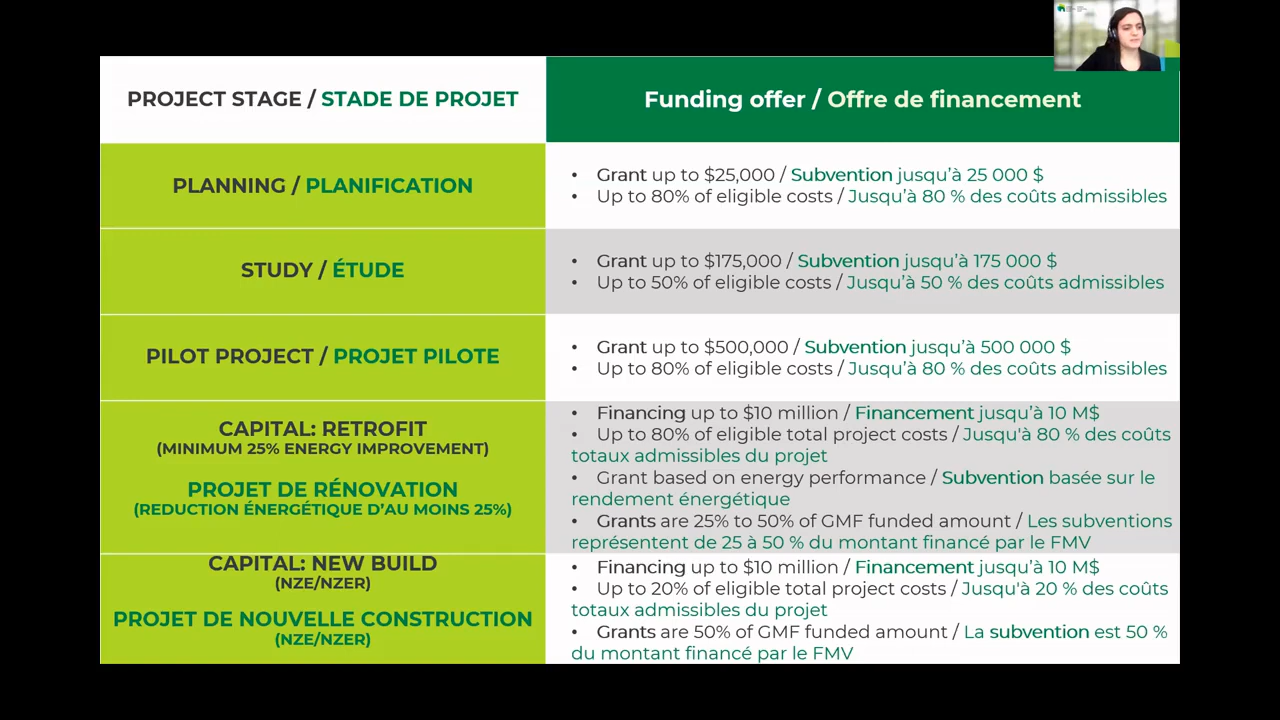 PROJECT STAGE / STADE DE PROJET
Funding offer / Offre de financement
PLANNING / PLANIFICATION
• Grant up to $25,000 / Subvention jusqu'à 25 000 $
• Up to 80% of eligible costs / Jusqu'à 80 % des coûts admissibles
STUDY / ÉTUDE
• Grant up to $175,000 / Subvention jusqu'à 175 000 $
• Up to 50% of eligible costs / Jusqu'à 50 % des coûts admissibles
PILOT PROJECT / PROJET PILOTE
• Grant up to $500,000 / Subvention jusqu'à 500 000 $
• Up to 80% of eligible costs / Jusqu'à 80 % des coûts admissibles
CAPITAL: RETROFIT
(MINIMUM 25% ENERGY IMPROVEMENT)
PROJET DE RÉNOVATION
(REDUCTION ÉNERGÉTIQUE D'AU MOINS 25%)
• Financing up to $10 million / Financement jusqu'à 10 M$
• Up to 80% of eligible total project costs / Jusqu'à 80 % des coûts
totaux admissibles du projet
• Grant based on energy performance / Subvention basée sur le
rendement énergétique
• Grants are 25% to 50% of GMF funded amount / Les subventions
représentent de 25 à 50 % du montant financé par le FMV
CAPITAL: NEW BUILD
(NZE/NZER)
PROJET DE NOUVELLE CONSTRUCTION
(NZE/NZER)
• Financing up to $10 million / Financement jusqu'à 10 M$
• Up to 20% of eligible total project costs / Jusqu'à 20 % des coûts
totaux admissibles du projet
• Grants are 50% of GMF funded amount / La subvention est 50 %
du montant financé par le FMV